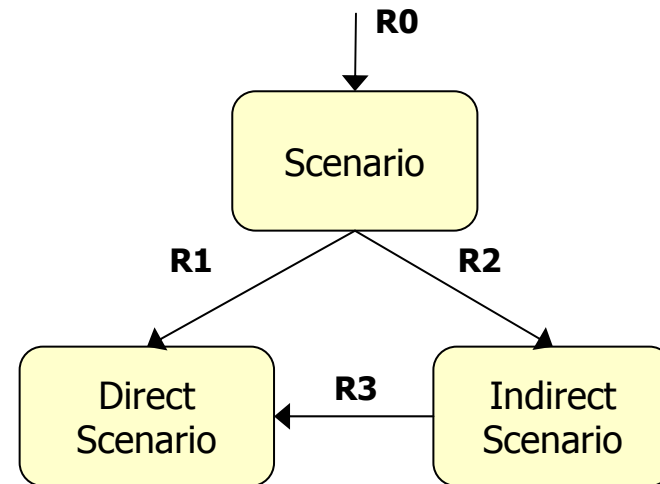 R0
Scenario
R1
R2
Direct
Scenario
R3
Indirect
Scenario